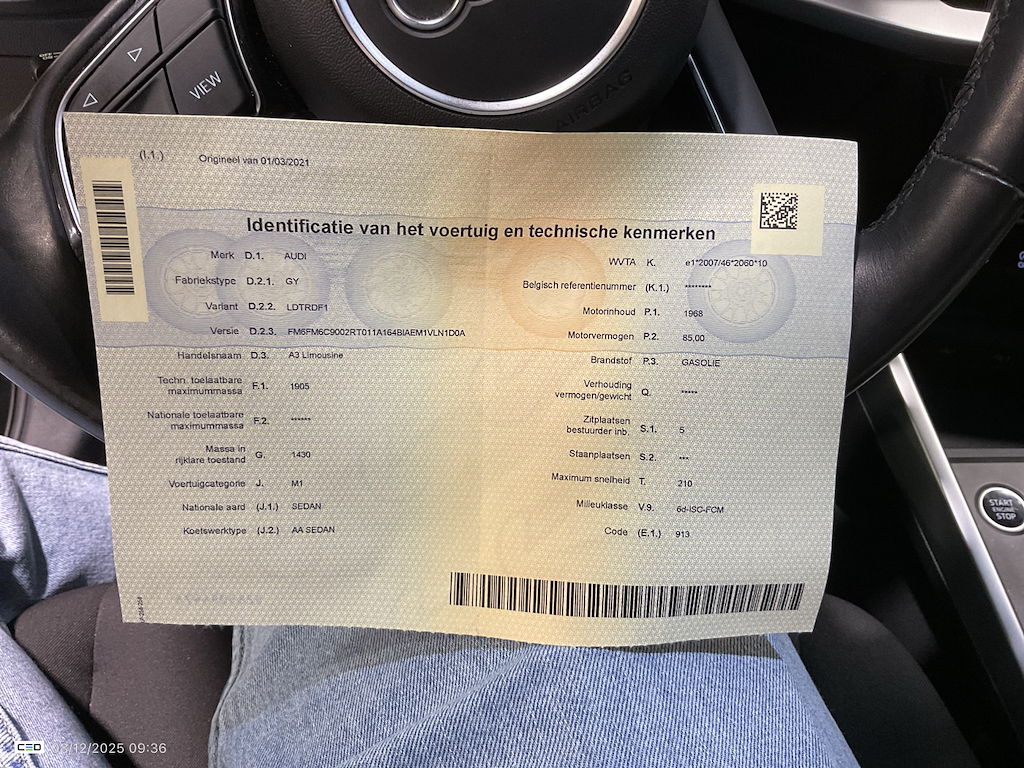 VIEW
AIRBAG
(I.1.) Origineel van 01/03/2021
Identificatie van het voertuig en technische kenmerken
Merk D.1. AUDI
Fabriekstype D.2.1. GY
Variant D.2.2. LDTRDF1
Versie D.2.3. FM6FM6C9002RT011A164BIAEM1VLN1D0A
Handelsnaam D.3. A3 Limousine
Techn. toelaatbare
maximummassa F.1. 1905
Nationale toelaatbare
maximummassa F.2. ******
Massa in
rijklare toestand G. 1430
Voertuigcategorie J. M1
Nationale aard (J.1.) SEDAN
Koetswerktype (J.2.) AA SEDAN
WVTA K. e1*2007/46*2060*10
Belgisch referentienummer (K.1.) ********
Motorinhoud P.1. 1968
Motorvermogen P.2. 85,00
Brandstof P.3. GASOLIE
Verhouding
vermogen/gewicht Q. *****
Zitplaatsen
bestuurder inb. S.1. 5
Staanplaatsen S.2. ***
Maximum snelheid T. 210
Milieuklasse V.9. 6d-ISC-FCM
Code (E.1.) 913
START
ENGINE
STOP
CEO /12/2025 09:36